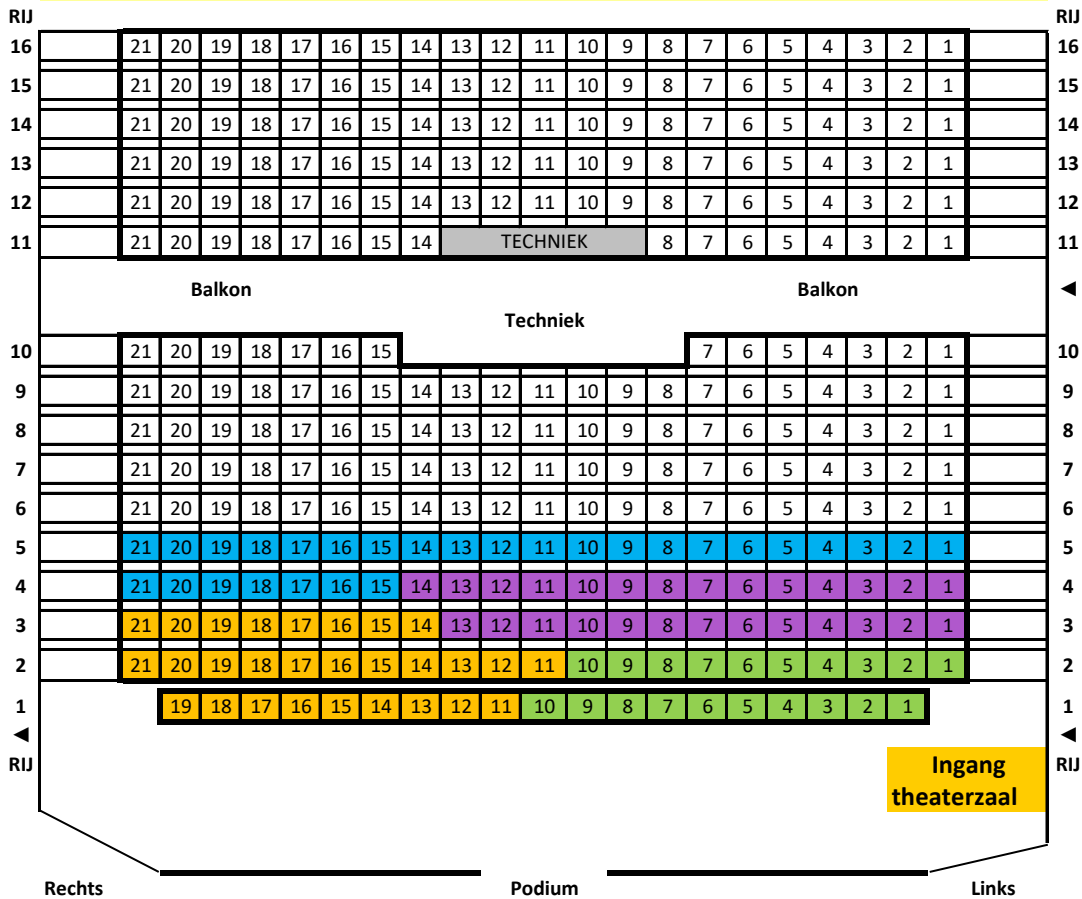 RIJ RIJ
16 21 20 19 18 17 16 15 14 13 12 11 10 9 8 7 6 5 4 3 2 1 16
15 21 20 19 18 17 16 15 14 13 12 11 10 9 8 7 6 5 4 3 2 1 15
14 21 20 19 18 17 16 15 14 13 12 11 10 9 8 7 6 5 4 3 2 1 14
13 21 20 19 18 17 16 15 14 13 12 11 10 9 8 7 6 5 4 3 2 1 13
12 21 20 19 18 17 16 15 14 13 12 11 10 9 8 7 6 5 4 3 2 1 12
11 21 20 19 18 17 16 15 14 TECHNIEK 8 7 6 5 4 3 2 1 11
Balkon Balkon ◄
Techniek
10 21 20 19 18 17 16 15 7 6 5 4 3 2 1 10
9 21 20 19 18 17 16 15 14 13 12 11 10 9 8 7 6 5 4 3 2 1 9
8 21 20 19 18 17 16 15 14 13 12 11 10 9 8 7 6 5 4 3 2 1 8
7 21 20 19 18 17 16 15 14 13 12 11 10 9 8 7 6 5 4 3 2 1 7
6 21 20 19 18 17 16 15 14 13 12 11 10 9 8 7 6 5 4 3 2 1 6
5 21 20 19 18 17 16 15 14 13 12 11 10 9 8 7 6 5 4 3 2 1 5
4 21 20 19 18 17 16 15 14 13 12 11 10 9 8 7 6 5 4 3 2 1 4
3 21 20 19 18 17 16 15 14 13 12 11 10 9 8 7 6 5 4 3 2 1 3
2 21 20 19 18 17 16 15 14 13 12 11 10 9 8 7 6 5 4 3 2 1 2
1 19 18 17 16 15 14 13 12 11 10 9 8 7 6 5 4 3 2 1 1
◄ ◄
RIJ Ingang RIJ
theaterzaal
Rechts Podium Links